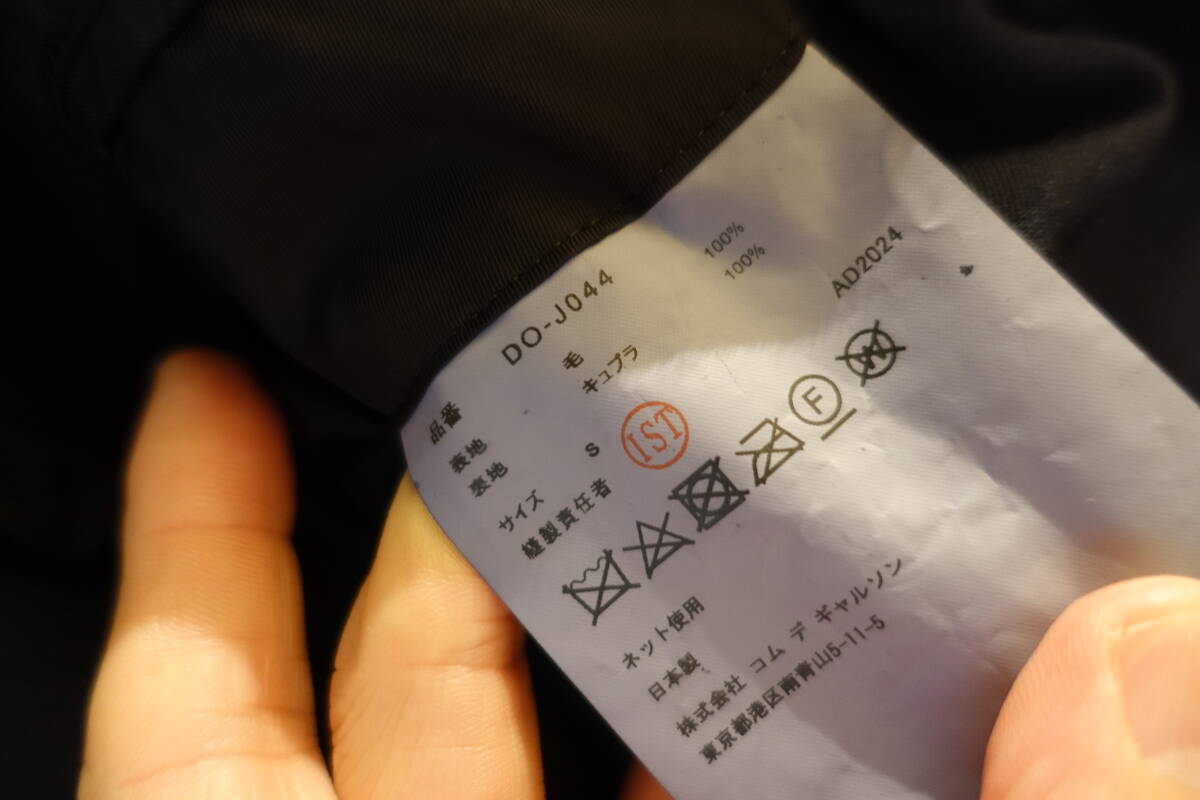 品番 DO-J044
表地 毛 100%
裏地 キュプラ 100%
サイズ S AD2024
縫製責任者 IST
F
W
ネット使用
日本製
株式会社 コム デ ギャルソン
東京都港区南青山5-11-5